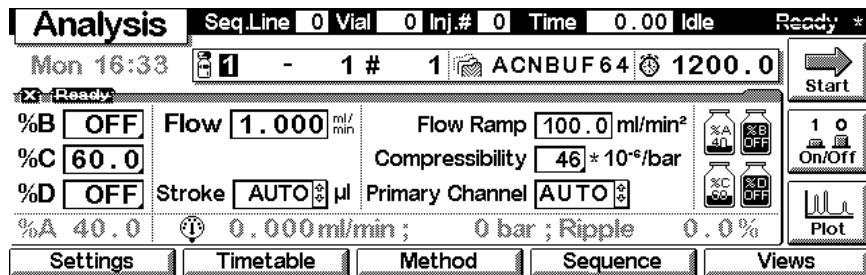 Analysis Seq.Line 0 Vial 0 Inj.# 0 Time 0.00 Idle Ready *
Mon 16:33 1 - 1 # 1 ACNBUF64 1200.0
Start
X Ready
%B OFF Flow 1.000 ml/min Flow Ramp 100.0 ml/min² %A 40 %B OFF
1 0
On/Off
%C 60.0 Compressibility 46 * 10⁻⁶/bar
%D OFF Stroke AUTO µl Primary Channel AUTO %C 60 %D OFF
%A 40.0 0.000 ml/min ; 0 bar ; Ripple 0.0%
Plot
Settings Timetable Method Sequence Views